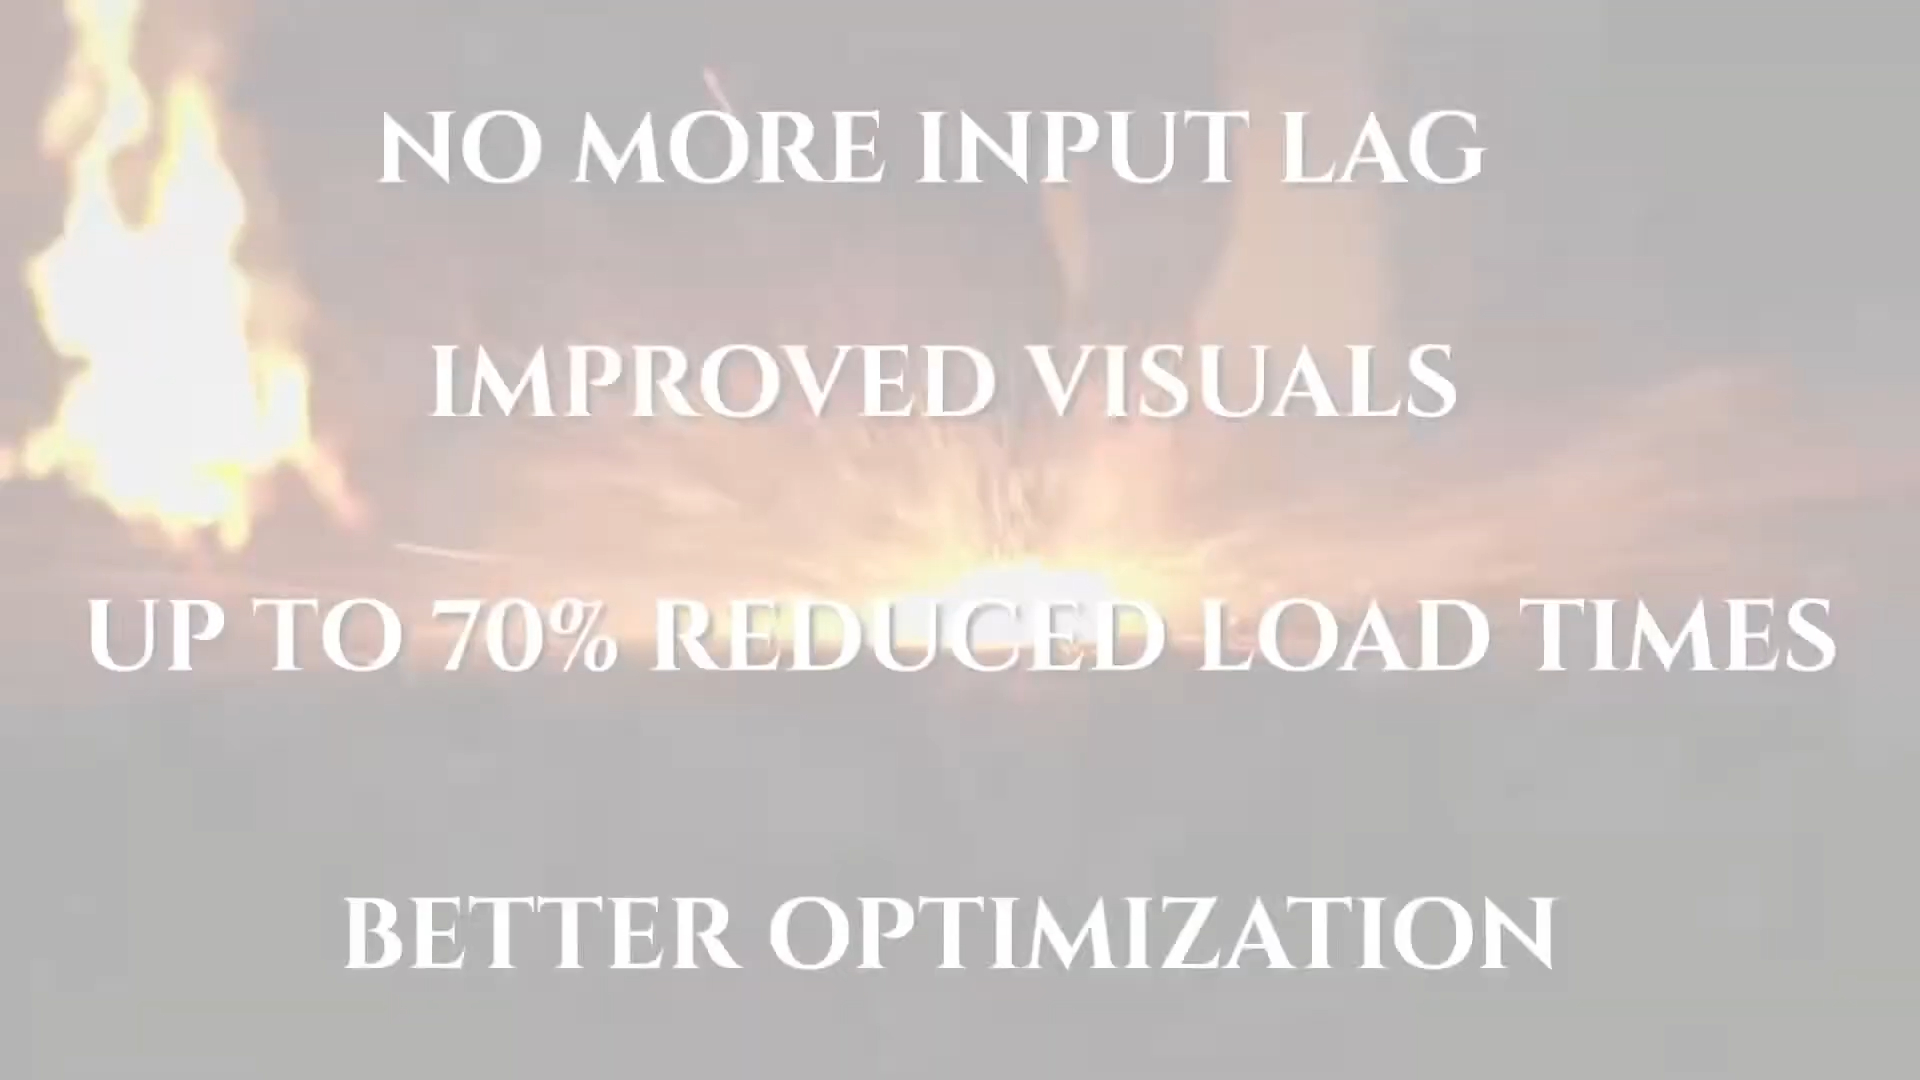 NO MORE INPUT LAG
IMPROVED VISUALS
UP TO 70% REDUCED LOAD TIMES
BETTER OPTIMIZATION